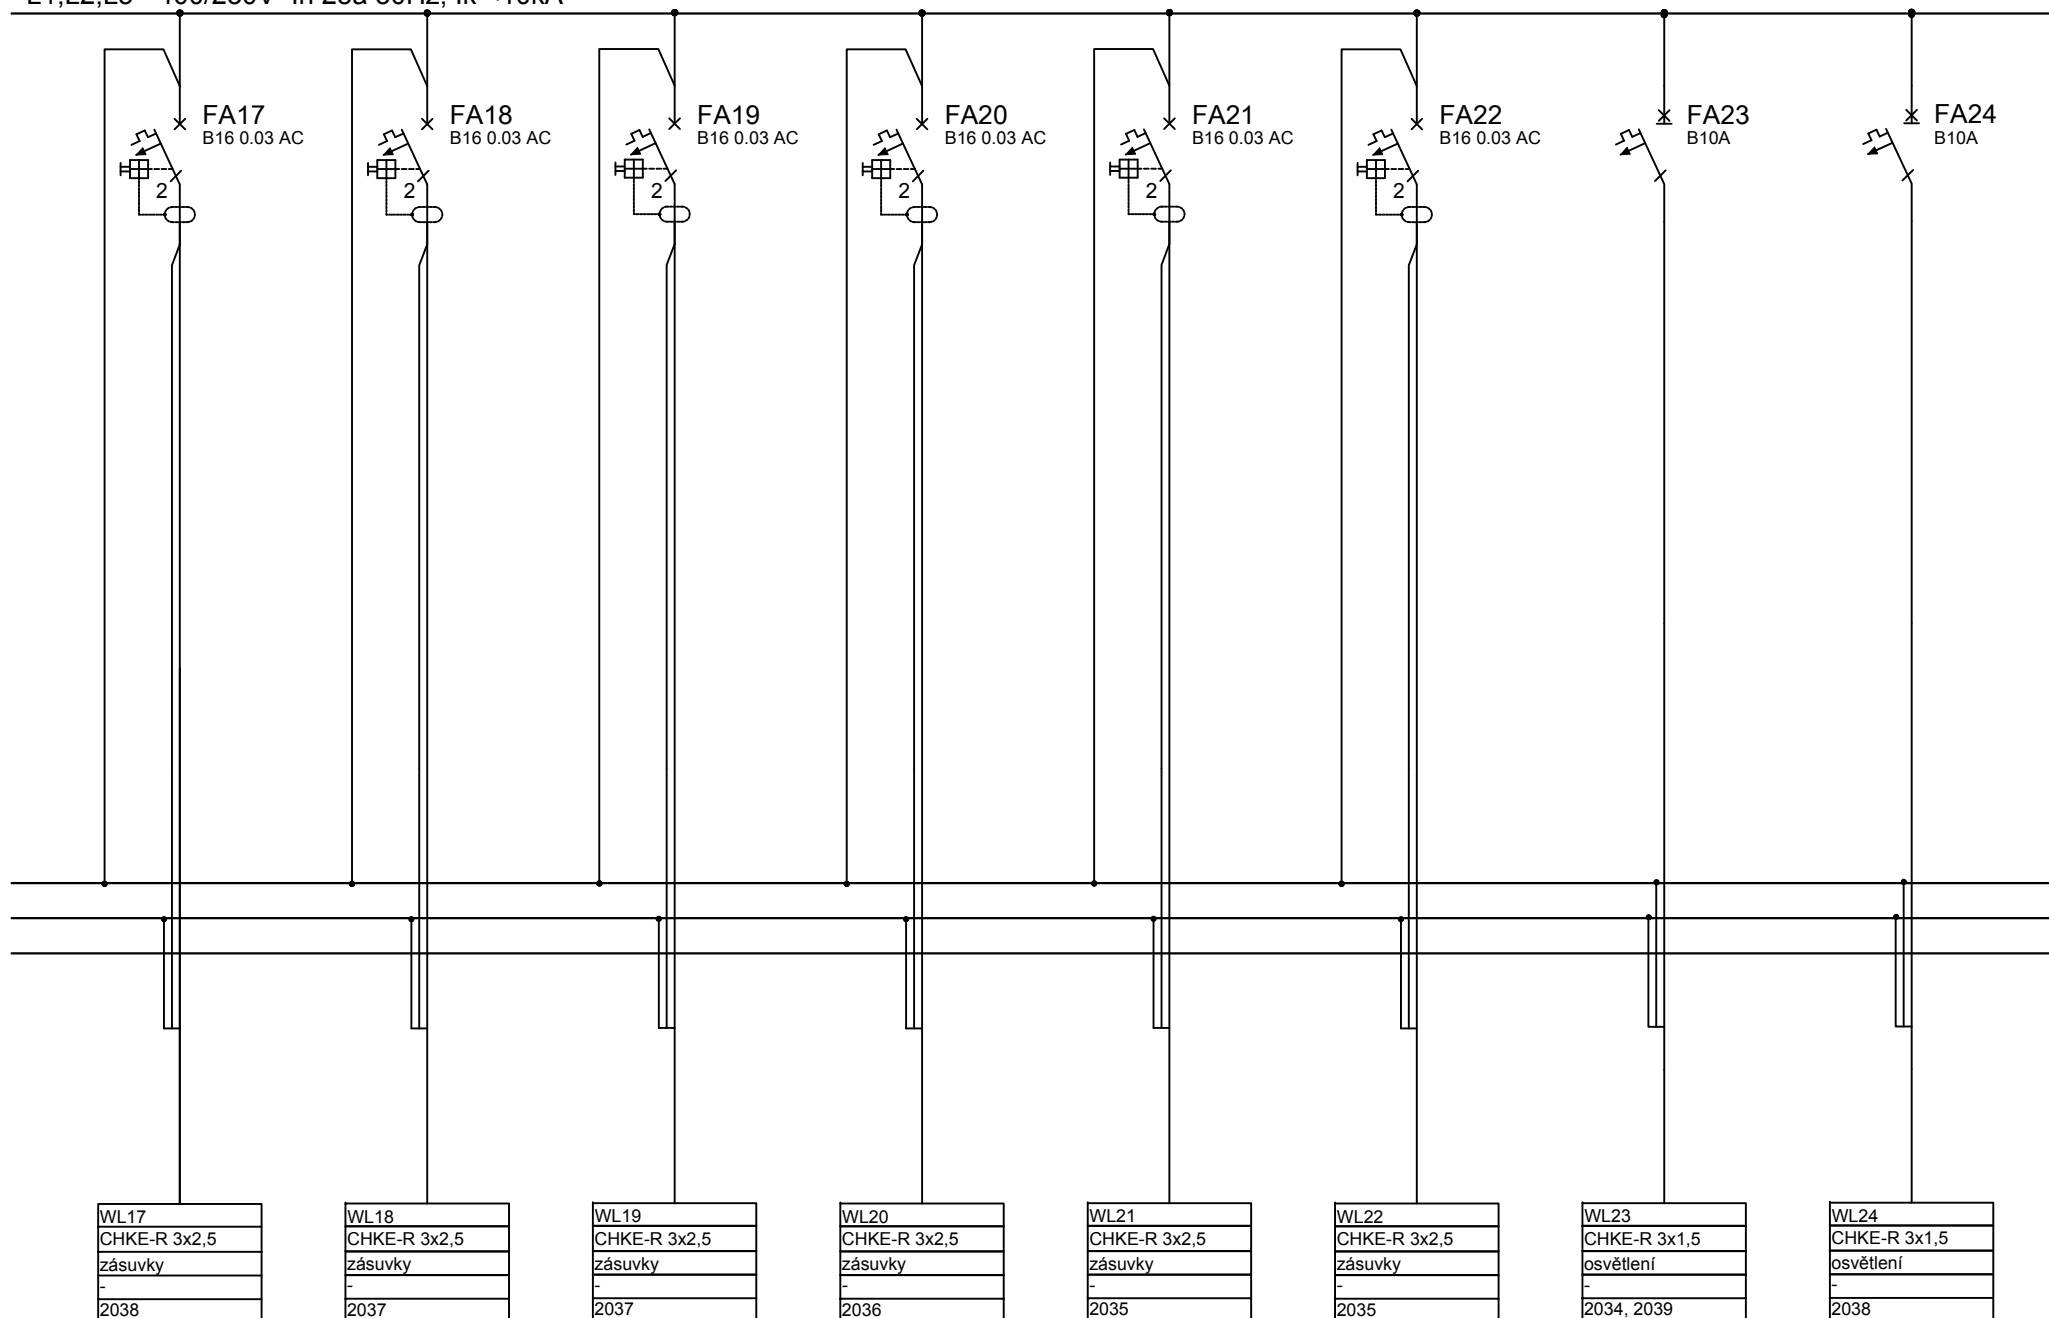 FA17
B16 0.03 AC
2
FA18
B16 0.03 AC
2
FA19
B16 0.03 AC
2
FA20
B16 0.03 AC
2
FA21
B16 0.03 AC
2
FA22
B16 0.03 AC
2
FA23
B10A
FA24
B10A
WL17
CHKE-R 3x2,5
zásuvky
-
2038
WL18
CHKE-R 3x2,5
zásuvky
-
2037
WL19
CHKE-R 3x2,5
zásuvky
-
2037
WL20
CHKE-R 3x2,5
zásuvky
-
2036
WL21
CHKE-R 3x2,5
zásuvky
-
2035
WL22
CHKE-R 3x2,5
zásuvky
-
2035
WL23
CHKE-R 3x1,5
osvětlení
-
2034, 2039
WL24
CHKE-R 3x1,5
osvětlení
-
2038